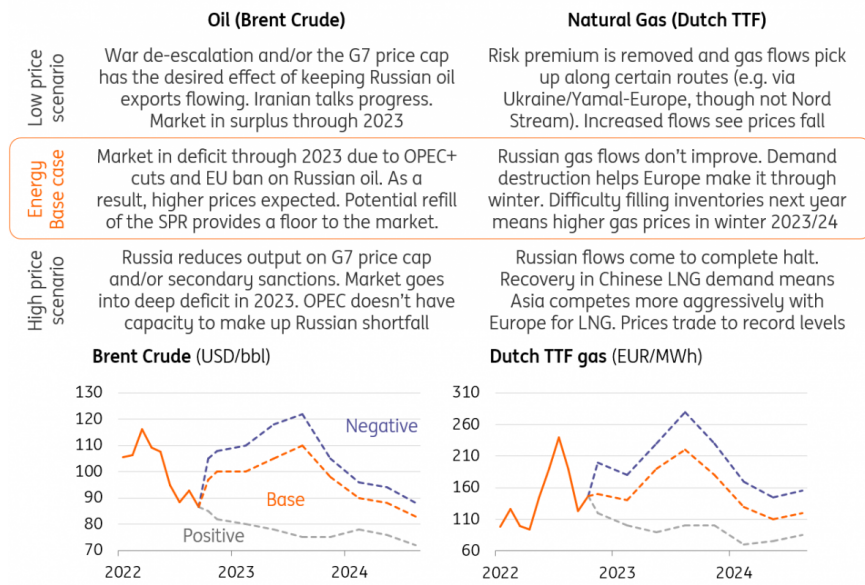 Oil (Brent Crude)
Natural Gas (Dutch TTF)
Low price
scenario
War de-escalation and/or the G7 price cap
has the desired effect of keeping Russian oil
exports flowing. Iranian talks progress.
Market in surplus through 2023
Risk premium is removed and gas flows pick
up along certain routes (e.g. via
Ukraine/Yamal-Europe, though not Nord
Stream). Increased flows see prices fall
Energy
Base case
Market in deficit through 2023 due to OPEC+
cuts and EU ban on Russian oil. As a
result, higher prices expected. Potential refill
of the SPR provides a floor to the market.
Russian gas flows don't improve. Demand
destruction helps Europe make it through
winter. Difficulty filling inventories next year
means higher gas prices in winter 2023/24
High price
scenario
Russia reduces output on G7 price cap
and/or secondary sanctions. Market goes
into deep deficit in 2023. OPEC doesn't have
capacity to make up Russian shortfall
Russian flows come to complete halt.
Recovery in Chinese LNG demand means
Asia competes more aggressively with
Europe for LNG. Prices trade to record levels
Brent Crude (USD/bbl)
130
120
110
100
90
80
70
2022
2023
2024
Negative
Base
Positive
Dutch TTF gas (EUR/MWh)
310
260
210
160
110
60
2022
2023
2024